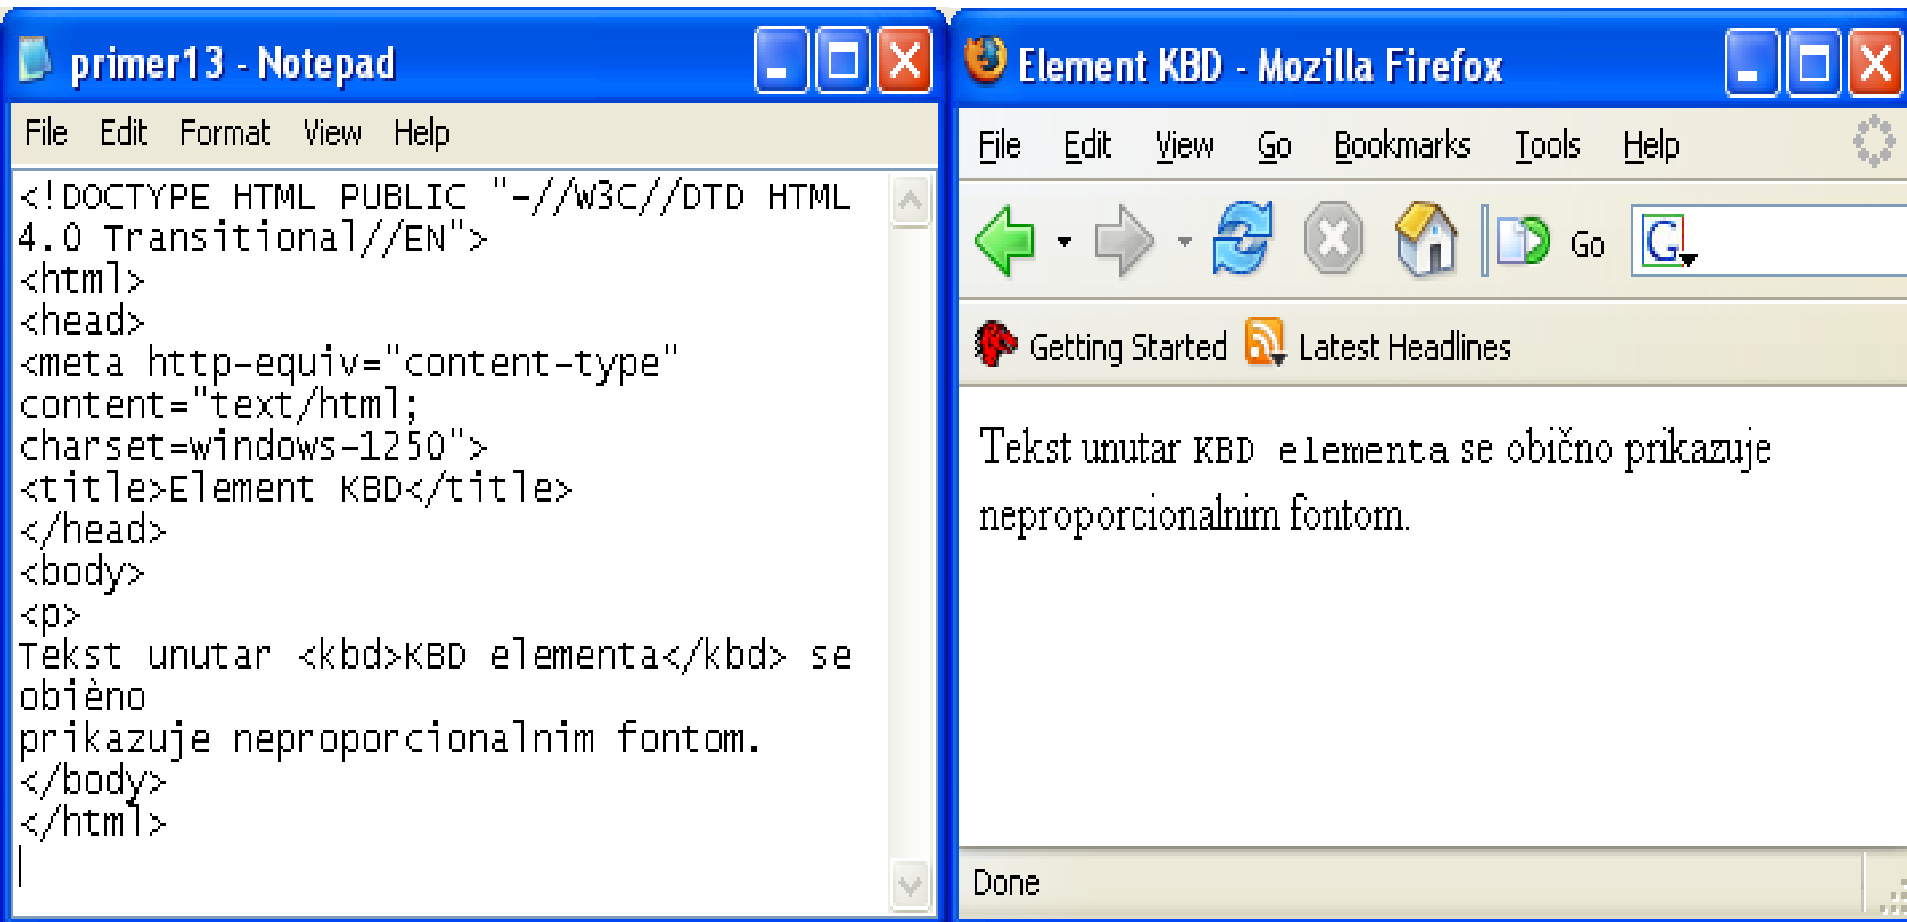 primer13 - Notepad
File Edit Format View Help
<!DOCTYPE HTML PUBLIC "-//W3C//DTD HTML
4.0 Transitional//EN">
<html>
<head>
<meta http-equiv="content-type"
content="text/html;
charset=windows-1250">
<title>Element KBD</title>
</head>
<body>
<p>
Tekst unutar <kbd>KBD elementa</kbd> se
obièno
prikazuje neproporcionalnim fontom.
</body>
</html>
Element KBD - Mozilla Firefox
File Edit View Go Bookmarks Tools Help
Go G
Getting Started Latest Headlines
Tekst unutar KBD elementa se obično prikazuje
neproporcionalnim fontom.
Done